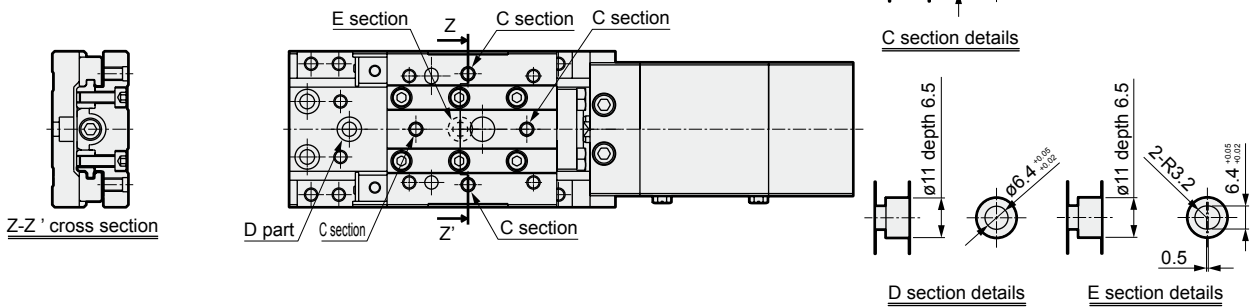 E section
Z
C section
C section
C section details
Z-Z ' cross section
D part
C section
Z'
C section
ø11 depth 6.5
ø6.4 +0.05 +0.02
D section details
ø11 depth 6.5
2-R3.2
6.4 +0.05 +0.02
0.5
E section details